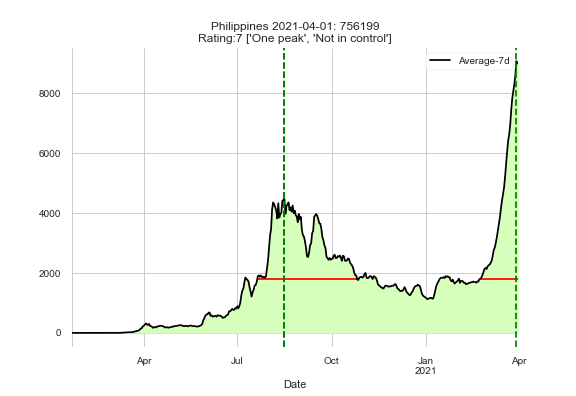 Philippines 2021-04-01: 756199
Rating:7 ['One peak', 'Not in control']
Average-7d
8000
6000
4000
2000
0
Apr
Jul
Oct
Jan
2021
Apr
Date